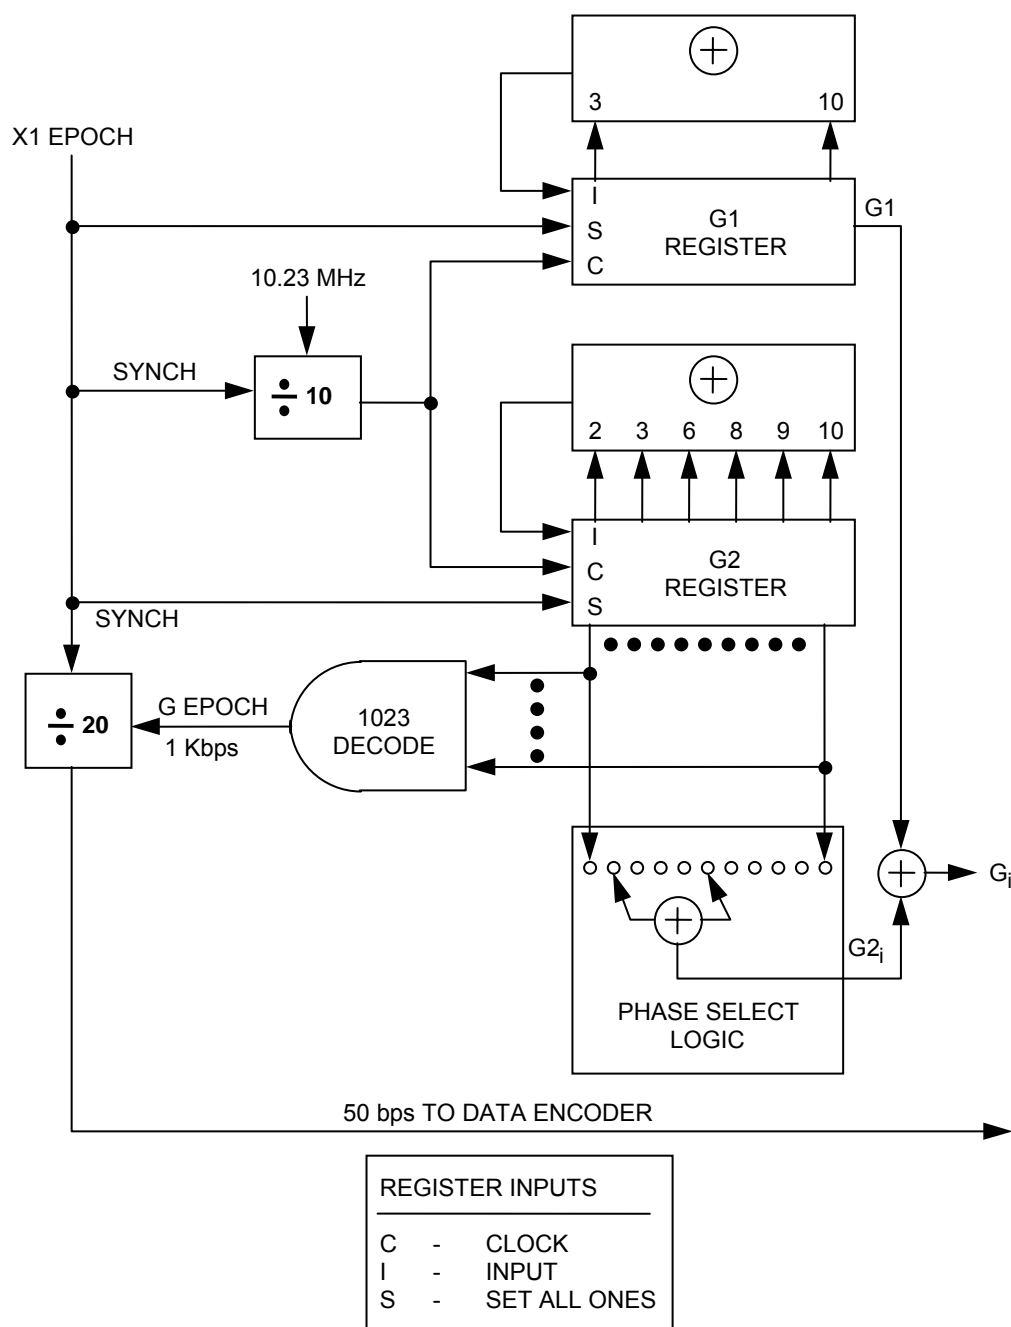 3 10
X1 EPOCH
I
S
C
G1
REGISTER
G1
10.23 MHz
SYNCH
÷ 10
2 3 6 8 9 10
I
C
S
G2
REGISTER
SYNCH
÷ 20
G EPOCH
1 Kbps
1023
DECODE
Gi
G2i
PHASE SELECT
LOGIC
50 bps TO DATA ENCODER
REGISTER INPUTS
C - CLOCK
I - INPUT
S - SET ALL ONES